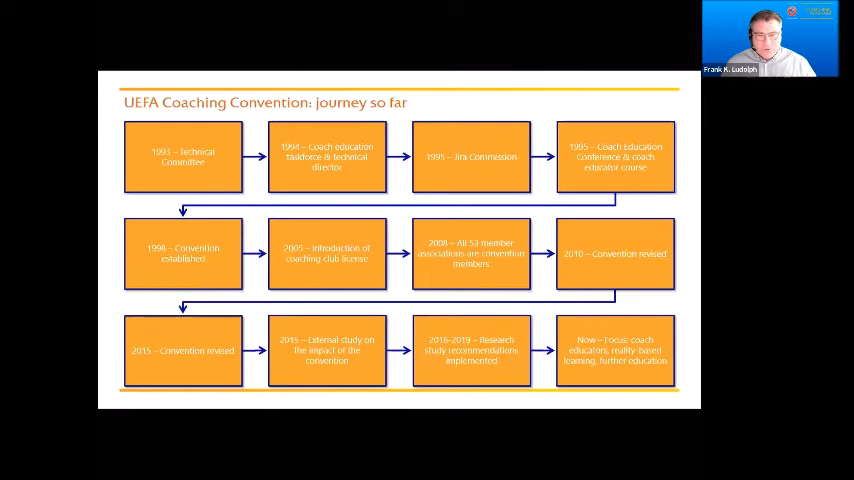 COACHING
Frank K. Ludolph
UEFA Coaching Convention: journey so far
1993 – Technical
Committee
1994 – Coach education
taskforce & technical
director
1995 – Jira Commission
1995 – Coach Education
Conference & coach
educator course
1998 – Convention
established
2005 – Introduction of
coaching club license
2008 – All 53 member
associations are convention
members
2010 – Convention revised
2015 – Convention revised
2015 – External study on
the impact of the
convention
2016-2019 – Research
study recommendations
implemented
Now – Focus: coach
educators, reality-based
learning, further education